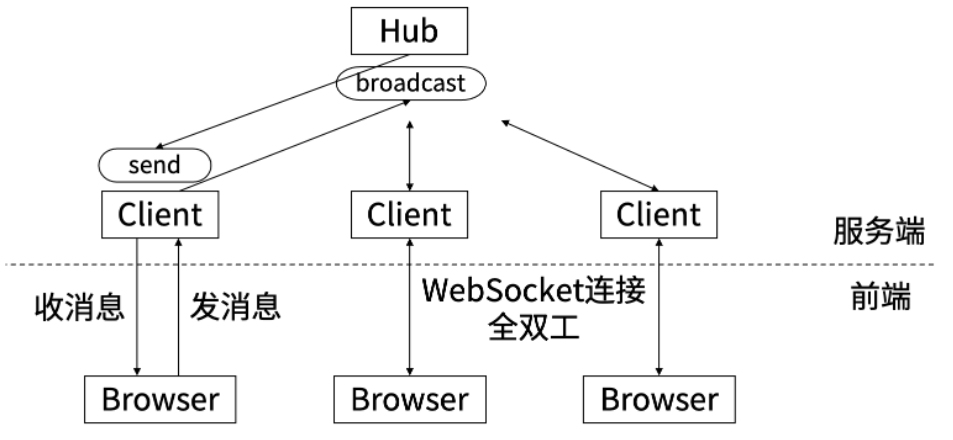 Hub
broadcast
send
Client
Client
Client
服务端
收消息
发消息
WebSocket连接
全双工
前端
Browser
Browser
Browser